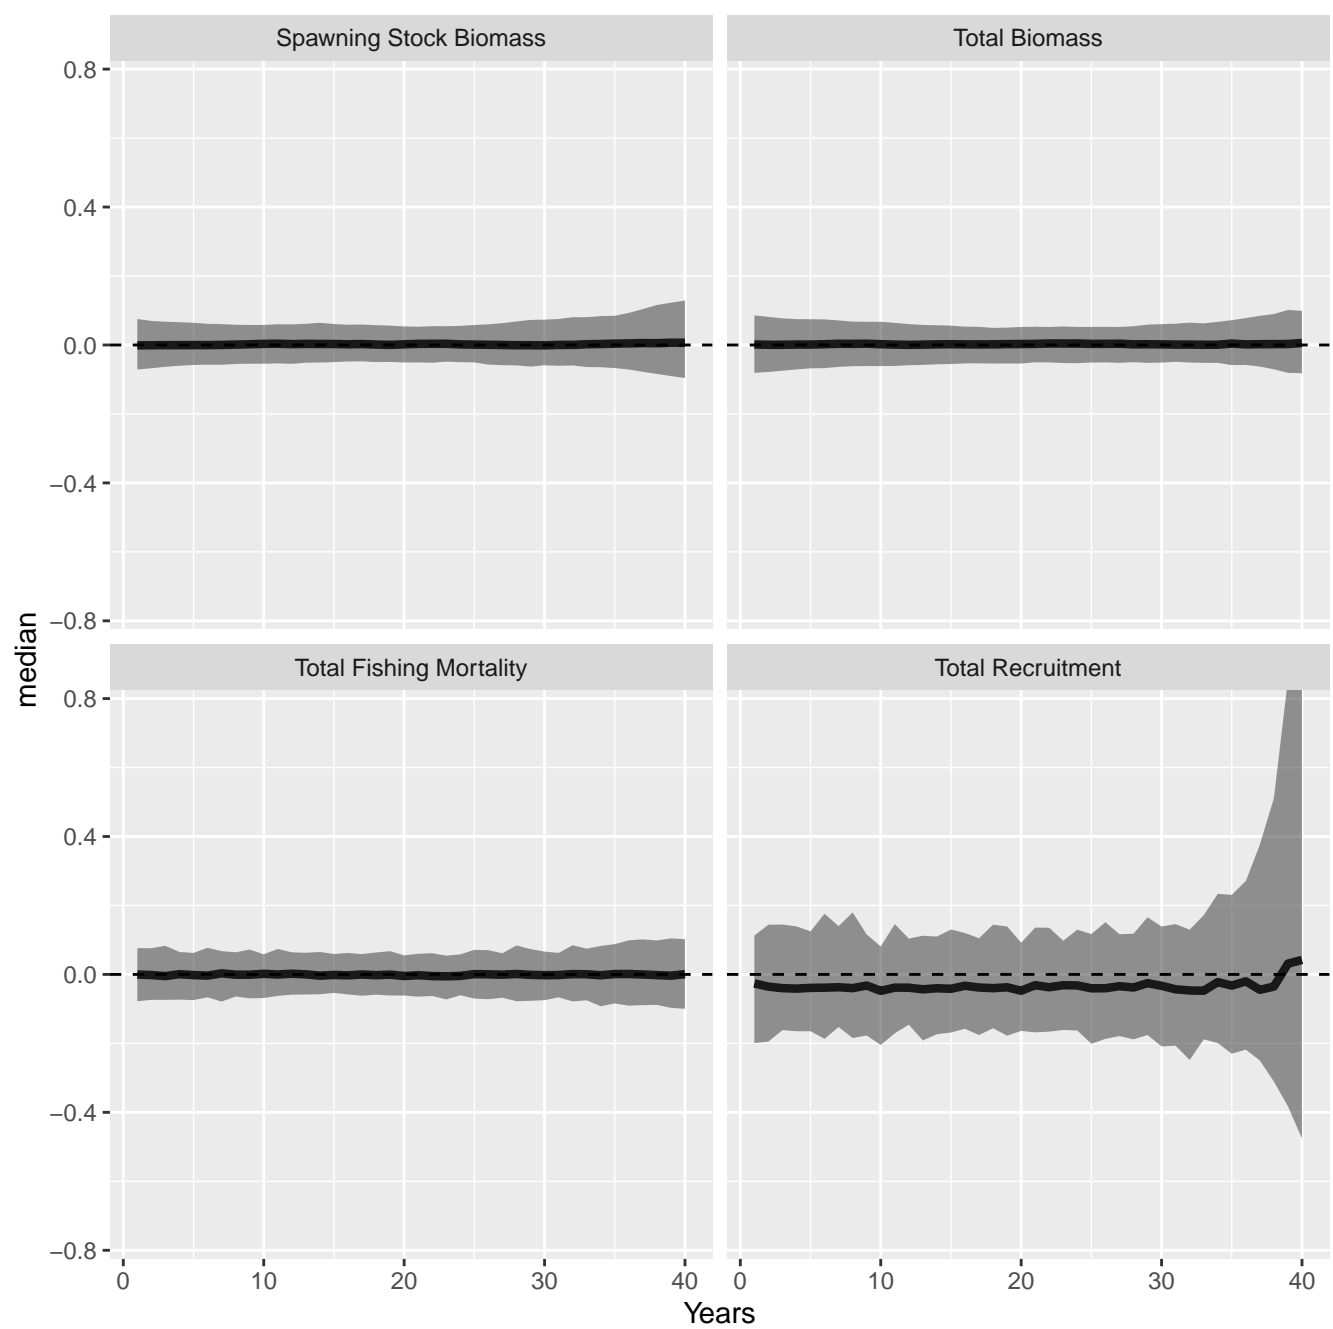 Spawning Stock Biomass
Total Biomass
0.8
0.4
0.0
−0.4
−0.8
Total Fishing Mortality
Total Recruitment
0.8
0.4
0.0
−0.4
−0.8
0 10 20 30 40
0 10 20 30 40
median
Years